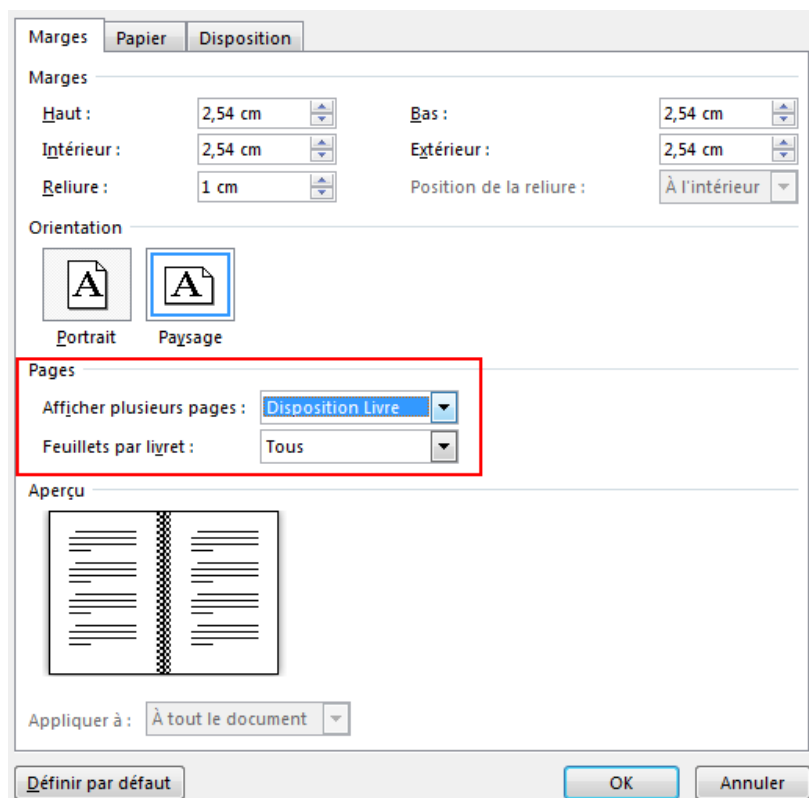 Marges Papier Disposition
Marges
Haut : 2,54 cm Bas : 2,54 cm
Intérieur : 2,54 cm Extérieur : 2,54 cm
Reliure : 1 cm Position de la reliure : À l'intérieur
Orientation
A A
Portrait Paysage
Pages
Afficher plusieurs pages : Disposition Livre
Feuillets par livret : Tous
Aperçu
Appliquer à : À tout le document
Définir par défaut OK Annuler